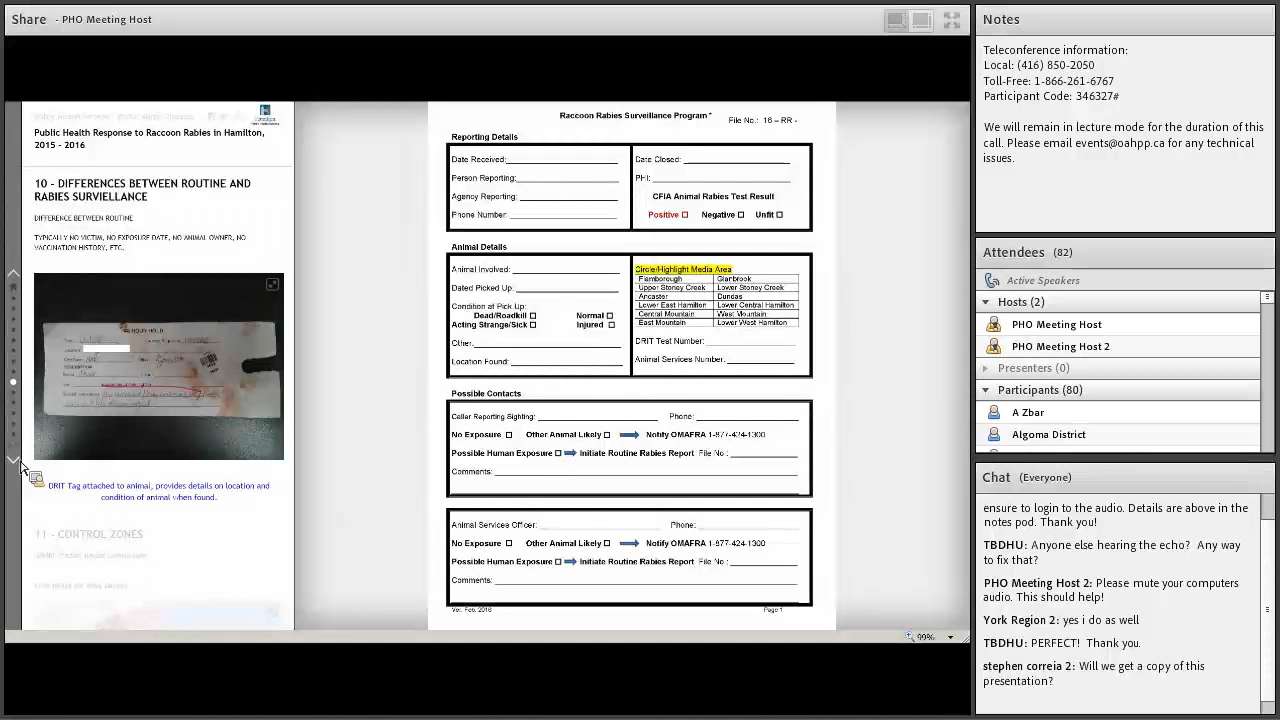 Share - PHO Meeting Host
Public Health Response to Raccoon Rabies in Hamilton,
2015 - 2016
10 - DIFFERENCES BETWEEN ROUTINE AND
RABIES SURVIELLANCE
DIFFERENCE BETWEEN ROUTINE
TYPICALLY NO VICTIM, NO EXPOSURE DATE, NO ANIMAL OWNER, NO
VACCINATION HISTORY, ETC.
HOUR HOLD
DRIT Tag attached to animal, provides details on location and
condition of animal when found.
11 - CONTROL ZONES
Raccoon Rabies Surveillance Program*
File No.: 16 – RR -
Reporting Details
Date Received:
Person Reporting:
Agency Reporting:
Phone Number:
Date Closed:
PHI:
CFIA Animal Rabies Test Result
Positive Negative Unfit
Animal Details
Animal Involved:
Dated Picked Up:
Condition at Pick Up:
Dead/Roadkill Normal
Acting Strange/Sick Injured
Other:
Location Found:
Circle/Highlight Media Area
Flamborough Glanbrook
Upper Stoney Creek Lower Stoney Creek
Ancaster Dundas
Lower East Hamilton Lower Central Hamilton
Central Mountain West Mountain
East Mountain Lower West Hamilton
DRIT Test Number:
Animal Services Number:
Possible Contacts
Caller Reporting Sighting: Phone:
No Exposure Other Animal Likely Notify OMAFRA 1-877-424-1300
Possible Human Exposure Initiate Routine Rabies Report File No.:
Comments:
Animal Services Officer: Phone:
No Exposure Other Animal Likely Notify OMAFRA 1-877-424-1300
Possible Human Exposure Initiate Routine Rabies Report File No.:
Comments:
Ver. Feb. 2016 Page 1
99%
Notes
Teleconference information:
Local: (416) 850-2050
Toll-Free: 1-866-261-6767
Participant Code: 346327#
We will remain in lecture mode for the duration of this
call. Please email events@oahpp.ca for any technical
issues.
Attendees (82)
Active Speakers
Hosts (2)
PHO Meeting Host
PHO Meeting Host 2
Presenters (0)
Participants (80)
A Zbar
Algoma District
Chat (Everyone)
ensure to login to the audio. Details are above in the
notes pod. Thank you!
TBDHU: Anyone else hearing the echo? Any way
to fix that?
PHO Meeting Host 2: Please mute your computers
audio. This should help!
York Region 2: yes i do as well
TBDHU: PERFECT! Thank you.
stephen correia 2: Will we get a copy of this
presentation?